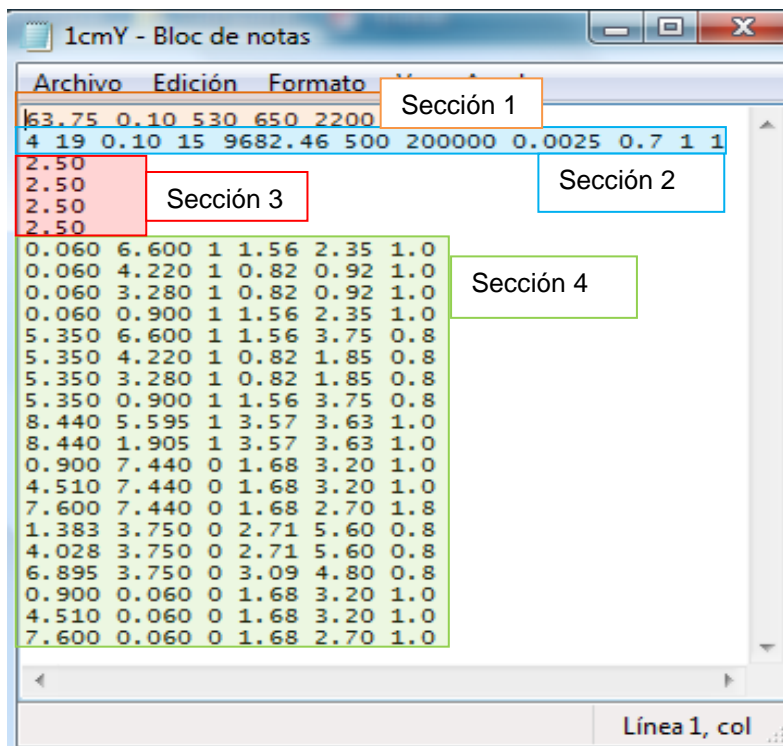 1cmY - Bloc de notas
Archivo Edición Formato
Sección 1
63.75 0.10 530 650 2200
4 19 0.10 15 9682.46 500 200000 0.0025 0.7 1 1
Sección 2
2.50
2.50
2.50
2.50
Sección 3
0.060 6.600 1 1.56 2.35 1.0
0.060 4.220 1 0.82 0.92 1.0
0.060 3.280 1 0.82 0.92 1.0
0.060 0.900 1 1.56 2.35 1.0
5.350 6.600 1 1.56 3.75 0.8
5.350 4.220 1 0.82 1.85 0.8
5.350 3.280 1 0.82 1.85 0.8
5.350 0.900 1 1.56 3.75 0.8
8.440 5.595 1 3.57 3.63 1.0
8.440 1.905 1 3.57 3.63 1.0
0.900 7.440 0 1.68 3.20 1.0
4.510 7.440 0 1.68 3.20 1.0
7.600 7.440 0 1.68 2.70 1.8
1.383 3.750 0 2.71 5.60 0.8
4.028 3.750 0 2.71 5.60 0.8
6.895 3.750 0 3.09 4.80 0.8
0.900 0.060 0 1.68 3.20 1.0
4.510 0.060 0 1.68 3.20 1.0
7.600 0.060 0 1.68 2.70 1.0
Sección 4
Línea 1, col